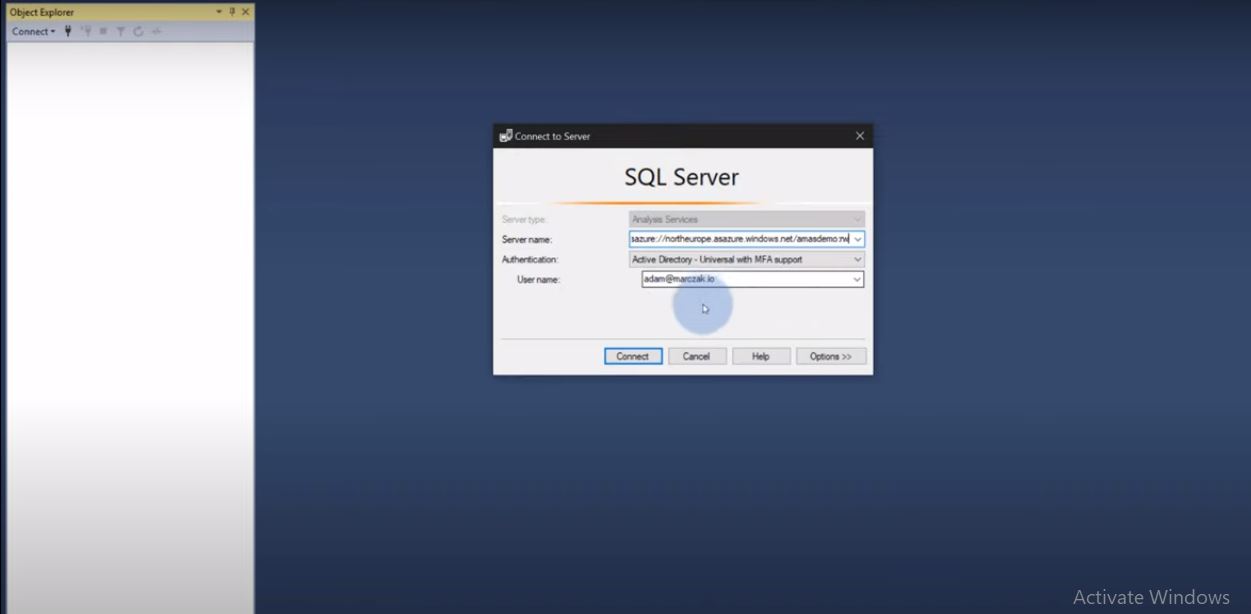 Object Explorer
Connect
Connect to Server
SQL Server
Server type: Analysis Services
Server name: sazure://northeurope.asazure.windows.net/amasdemo:rw
Authentication: Active Directory - Universal with MFA support
User name: adam@marczak.io
Connect Cancel Help Options >>
Activate Windows